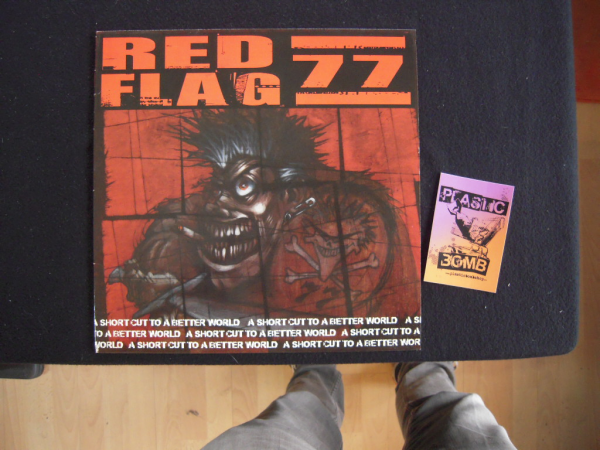 RED
FLAG
77
A SHORT CUT TO A BETTER WORLD A SHORT CUT TO A BETTER WORLD A S
TO A BETTER WORLD A SHORT CUT TO A BETTER WORLD A SHORT CUT T
WORLD A SHORT CUT TO A BETTER WORLD A SHORT CUT TO A BETTER WOR
PLASTIC
BOMB